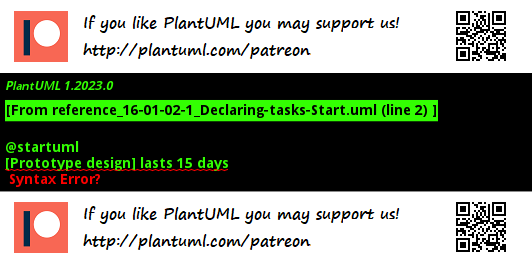 If you like PlantUML you may support us!
http://plantuml.com/patreon
PlantUML 1.2023.0
[From reference_16-01-02-1_Declaring-tasks-Start.uml (line 2) ]
@startuml
[Prototype design] lasts 15 days
Syntax Error?
If you like PlantUML you may support us!
http://plantuml.com/patreon